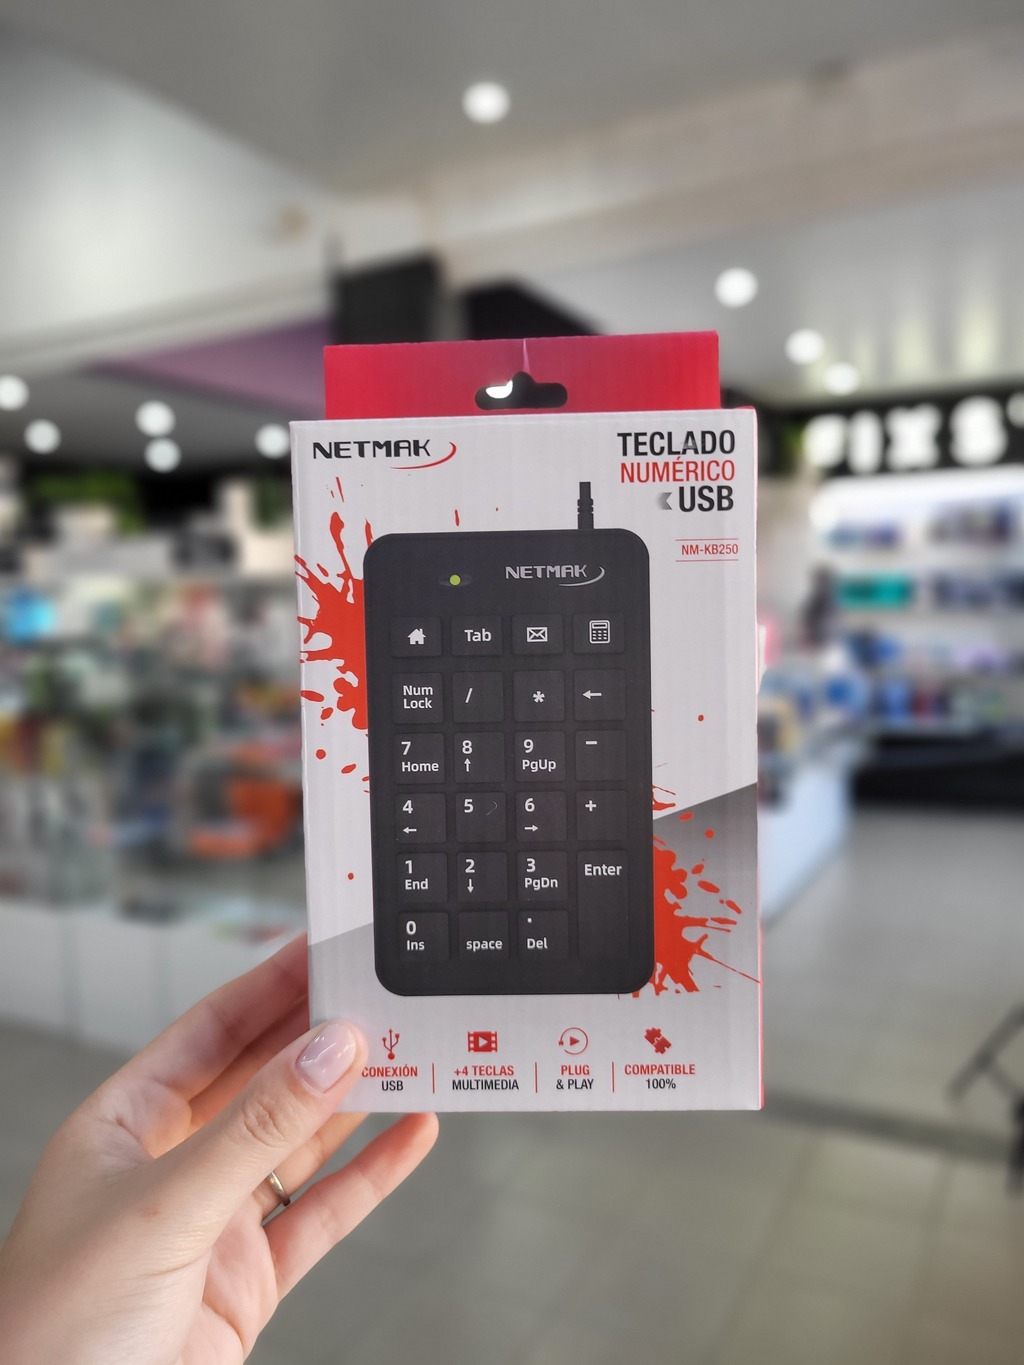 NETMAK
TECLADO
NUMÉRICO
USB
NM-KB250
NETMAK
Tab
Num
Lock
/
*
←
7
Home
8
↑
9
PgUp
−
4
←
5
6
→
+
1
End
2
↓
3
PgDn
Enter
0
Ins
space
.
Del
CONEXIÓN
USB
+4 TECLAS
MULTIMEDIA
PLUG
& PLAY
COMPATIBLE
100%